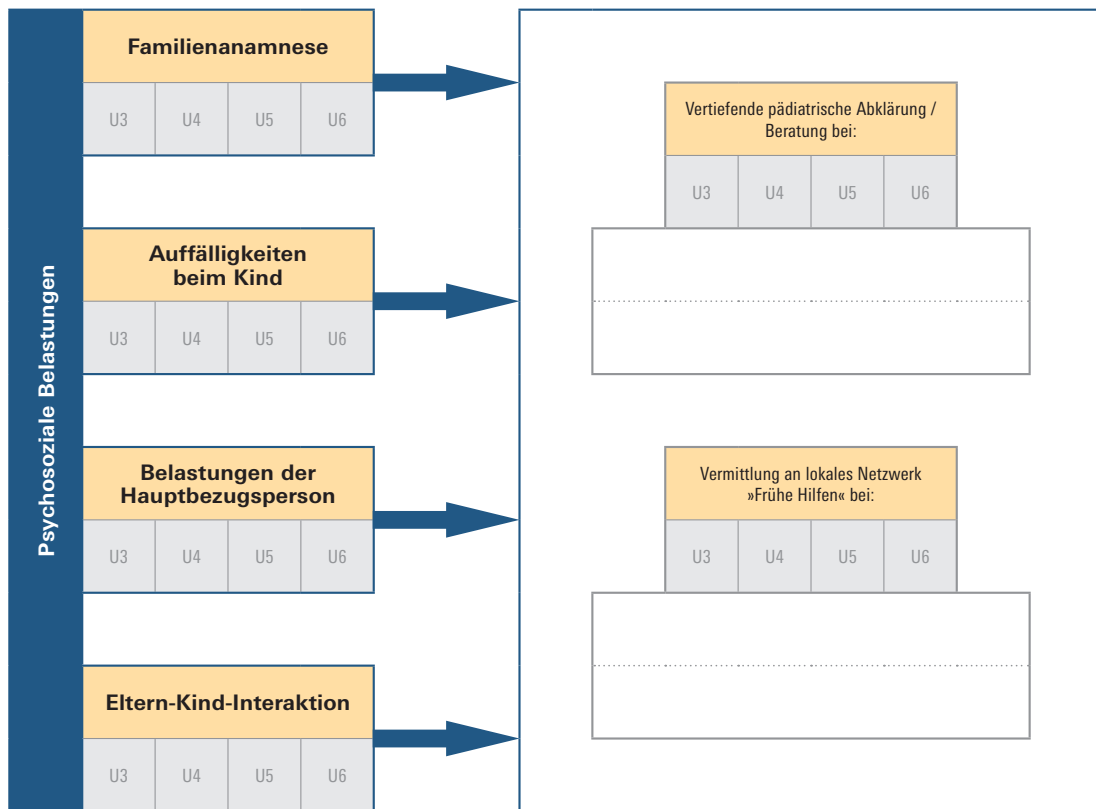 Psychosoziale Belastungen
Familienanamnese
U3 U4 U5 U6
Auffälligkeiten
beim Kind
U3 U4 U5 U6
Belastungen der
Hauptbezugsperson
U3 U4 U5 U6
Eltern-Kind-Interaktion
U3 U4 U5 U6
Vertiefende pädiatrische Abklärung /
Beratung bei:
U3 U4 U5 U6
Vermittlung an lokales Netzwerk
»Frühe Hilfen« bei:
U3 U4 U5 U6